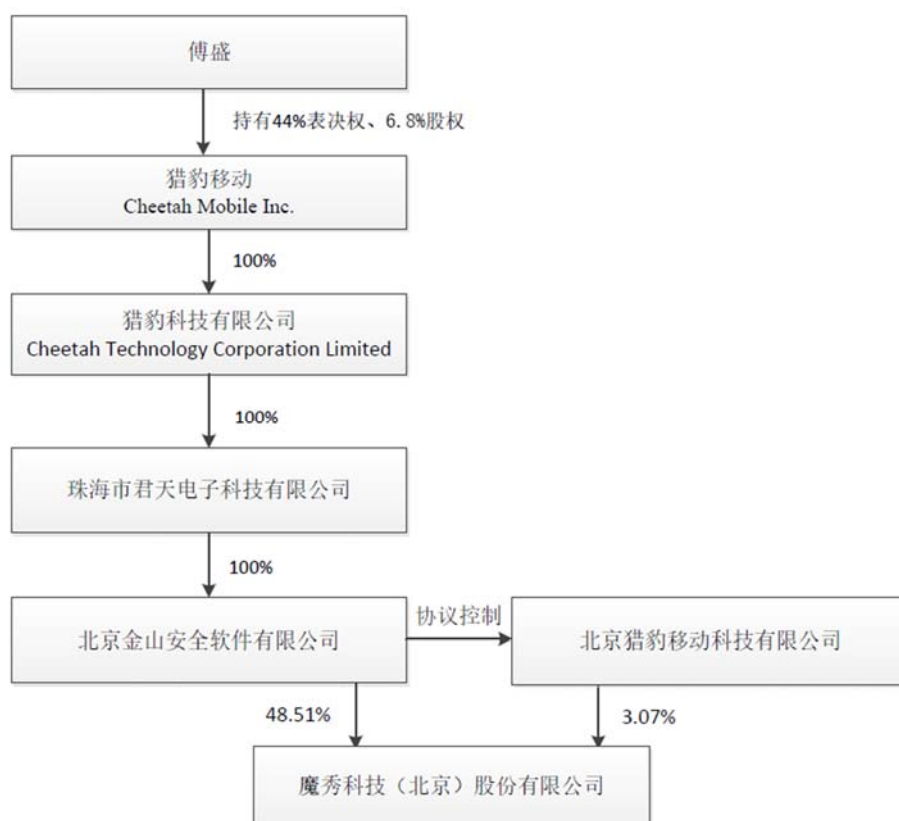 傅盛
持有44%表决权、6.8%股权
猎豹移动
Cheetah Mobile Inc.
100%
猎豹科技有限公司
Cheetah Technology Corporation Limited
100%
珠海市君天电子科技有限公司
100%
北京金山安全软件有限公司
协议控制
北京猎豹移动科技有限公司
48.51%
3.07%
魔秀科技（北京）股份有限公司